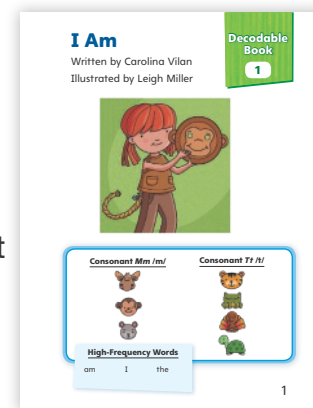 I Am
Written by Carolina Vilan
Illustrated by Leigh Miller
Decodable
Book
1
t
Consonant Mm /m/
Consonant Tt /t/
High-Frequency Words
am I the
1